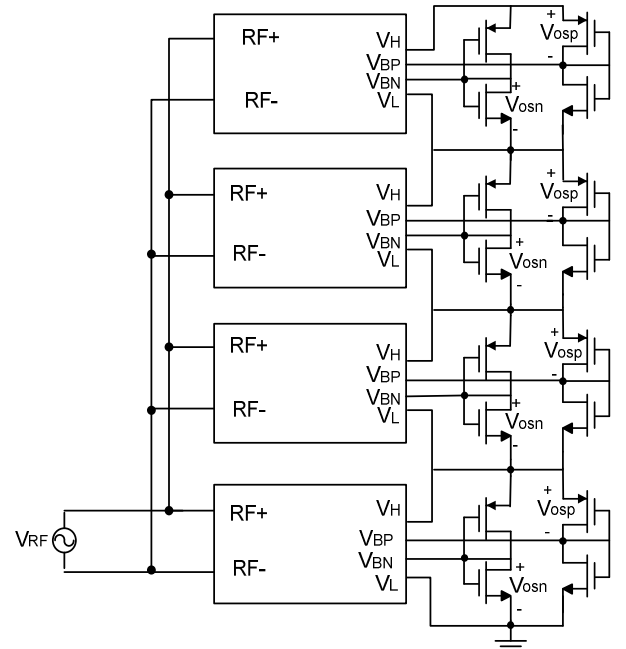 RF+
RF-
VH
VBP
VBN
VL
+
Vosp
-
+
Vosn
-
RF+
RF-
VH
VBP
VBN
VL
+
Vosp
-
+
Vosn
-
RF+
RF-
VH
VBP
VBN
VL
+
Vosp
-
+
Vosn
-
RF+
RF-
VH
VBP
VBN
VL
+
Vosp
-
+
Vosn
-
VRF